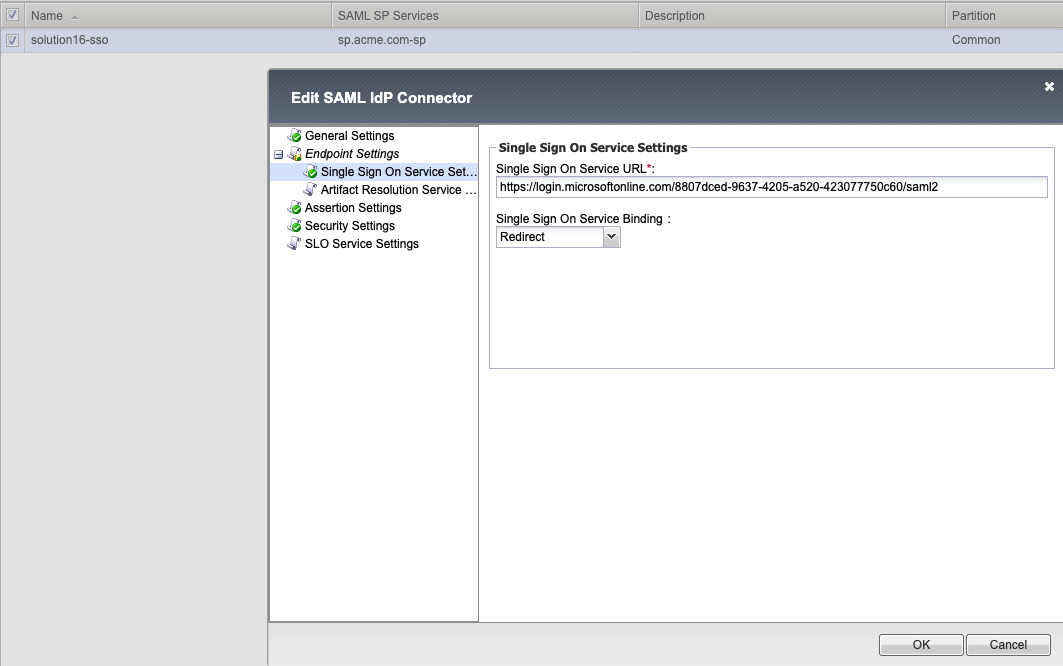 Name SAML SP Services Description Partition
solution16-sso sp.acme.com-sp Common
Edit SAML IdP Connector
General Settings
Endpoint Settings
Single Sign On Service Set...
Artifact Resolution Service ...
Assertion Settings
Security Settings
SLO Service Settings
Single Sign On Service Settings
Single Sign On Service URL*:
https://login.microsoftonline.com/8807dced-9637-4205-a520-423077750c60/saml2
Single Sign On Service Binding :
Redirect
OK Cancel